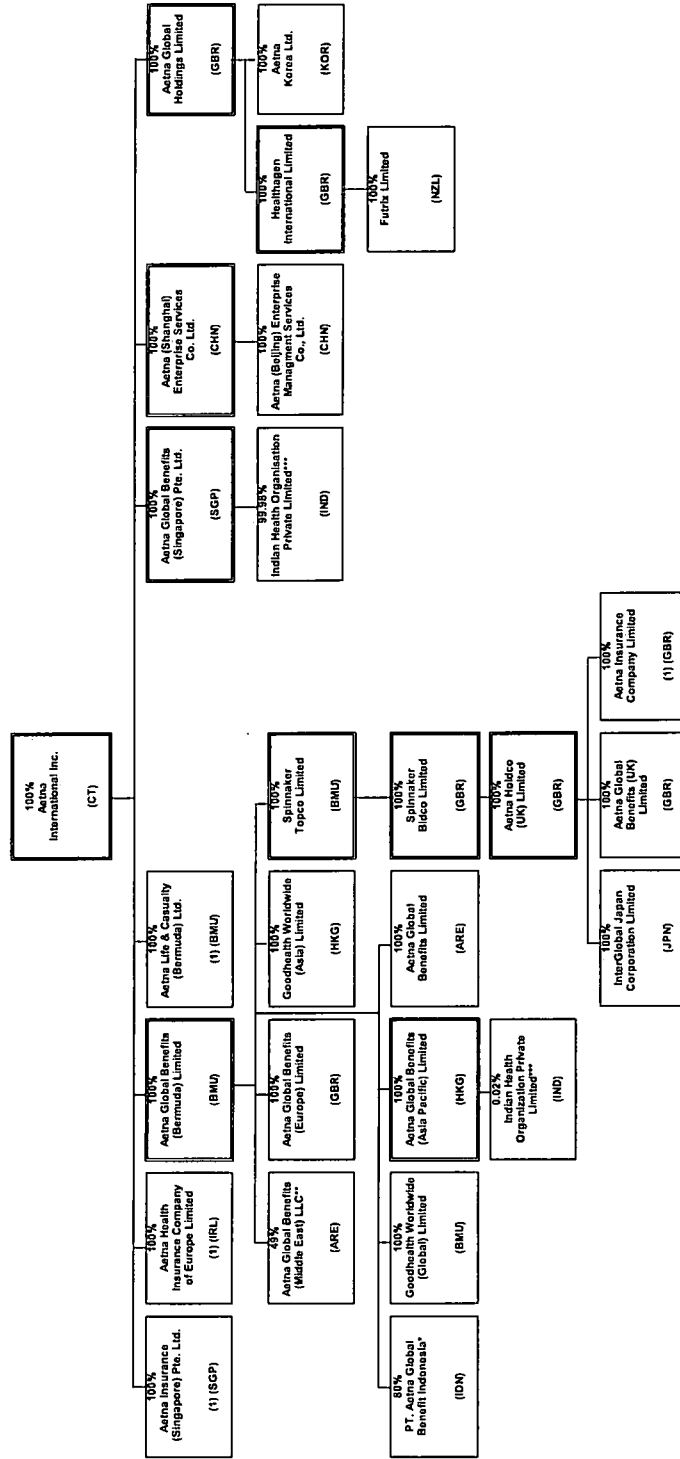 100%
Aetna
International Inc.
(CT)
100%
Aetna Insurance
(Singapore) Pte. Ltd.
(1) (SGP)
100%
Aetna Health
Insurance Company
of Europe Limited
(1) (IRL)
100%
Aetna Global Benefits
(Bermuda) Limited
(BMU)
100%
Aetna Life & Casualty
(Bermuda) Ltd.
(1) (BMU)
100%
Aetna Global Benefits
(Singapore) Pte. Ltd.
(SGP)
100%
Aetna (Shanghai)
Enterprise Services
Co. Ltd.
(CHN)
100%
Aetna Global
Holdings Limited
(GBR)
49%
Aetna Global Benefits
(Middle East) LLC**
(ARE)
100%
Aetna Global Benefits
(Europe) Limited
(GBR)
100%
Goodhealth Worldwide
(Asia) Limited
(HKG)
100%
Spinnaker
Topco Limited
(BMU)
99.98%
Indian Health Organisation
Private Limited***
(IND)
100%
Aetna (Beijing) Enterprise
Managment Services
Co., Ltd.
(CHN)
100%
Healthagen
International Limited
(GBR)
100%
Aetna
Korea Ltd.
(KOR)
80%
PT. Aetna Global
Benefit Indonesia*
(IDN)
100%
Goodhealth Worldwide
(Global) Limited
(BMU)
100%
Aetna Global Benefits
(Asia Pacific) Limited
(HKG)
100%
Aetna Global
Benefits Limited
(ARE)
100%
Spinnaker
Bidco Limited
(GBR)
100%
Futrix Limited
(NZL)
0.02%
Indian Health
Organization Private
Limited***
(IND)
100%
Aetna Holdco
(UK) Limited
(GBR)
100%
InterGlobal Japan
Corporation Limited
(JPN)
100%
Aetna Global
Benefits (UK)
Limited
(GBR)
100%
Aetna Insurance
Company Limited
(1) (GBR)